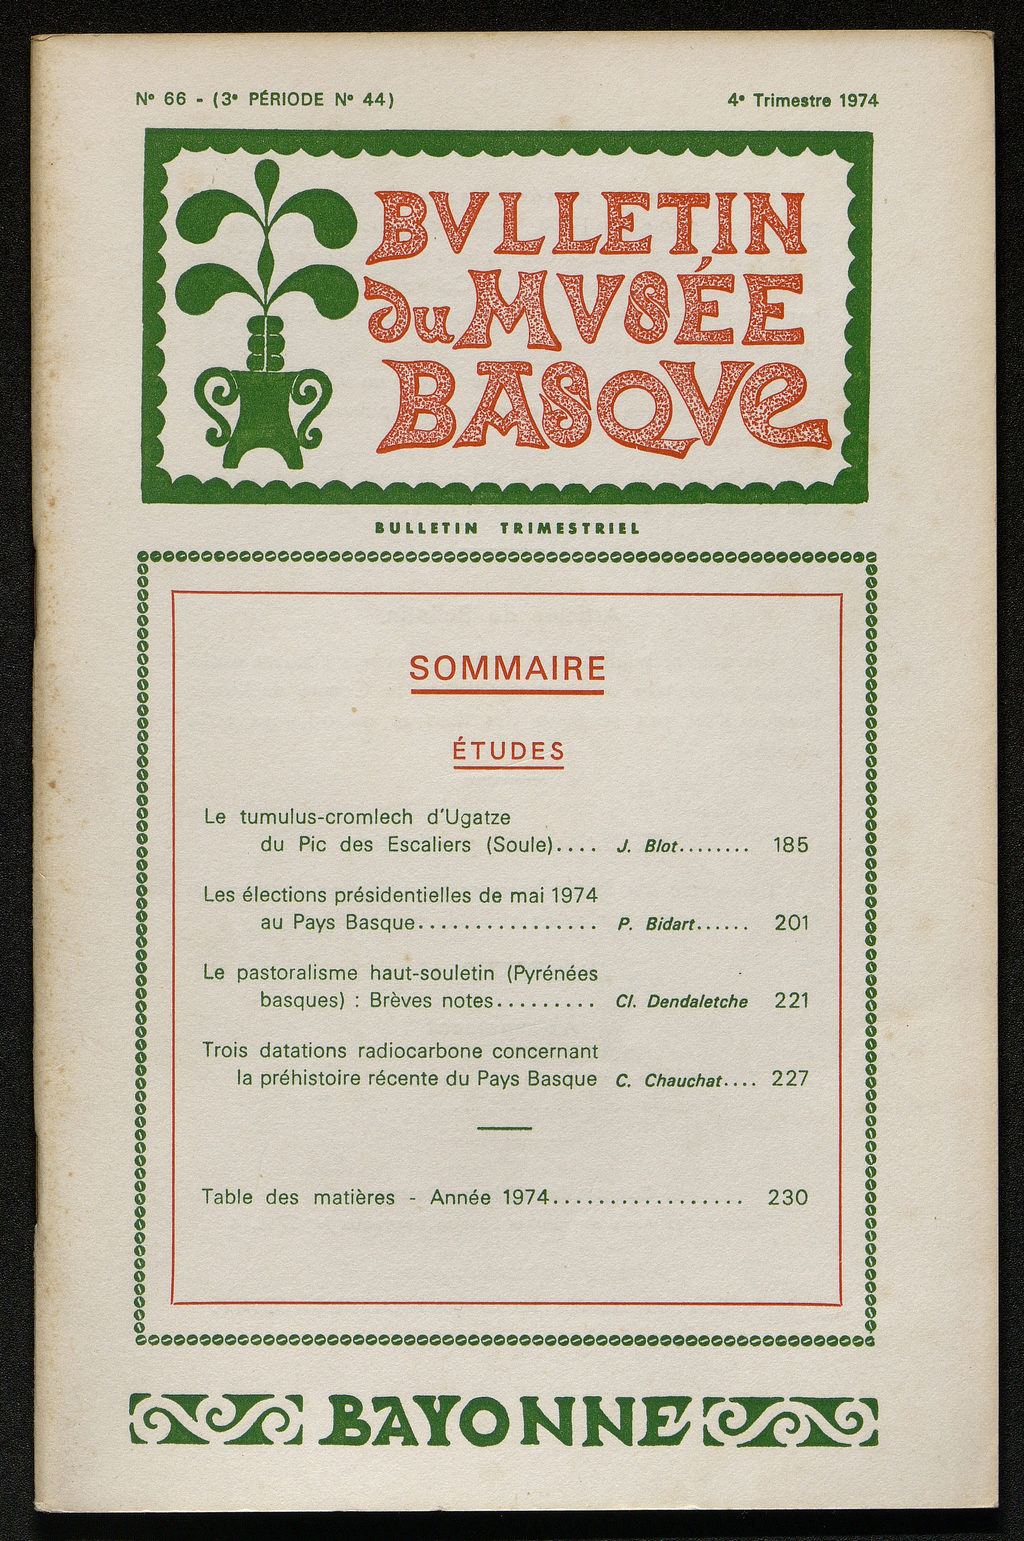 Nº 66 - (3e PÉRIODE Nº 44)
4e Trimestre 1974
BVLLETIN
du MVSÉE
BASQVe
BULLETIN TRIMESTRIEL
SOMMAIRE
ÉTUDES
Le tumulus-cromlech d'Ugatze
du Pic des Escaliers (Soule).... J. Blot........ 185
Les élections présidentielles de mai 1974
au Pays Basque................ P. Bidart...... 201
Le pastoralisme haut-souletin (Pyrénées
basques) : Brèves notes......... Cl. Dendaletche 221
Trois datations radiocarbone concernant
la préhistoire récente du Pays Basque C. Chauchat.... 227
Table des matières - Année 1974................. 230
BAYONNE